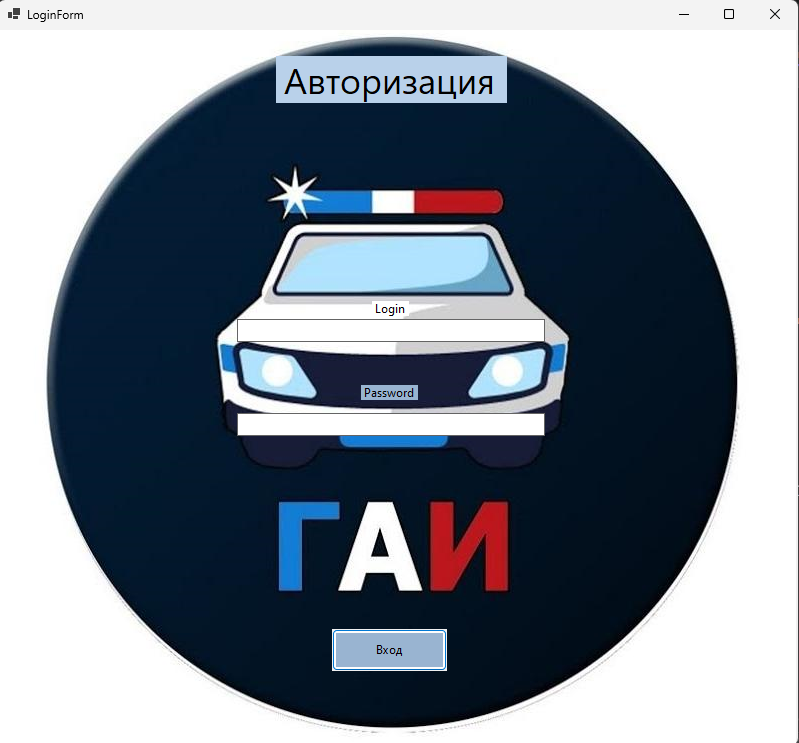 LoginForm
Авторизация
Login
Password
ГАИ
Вход